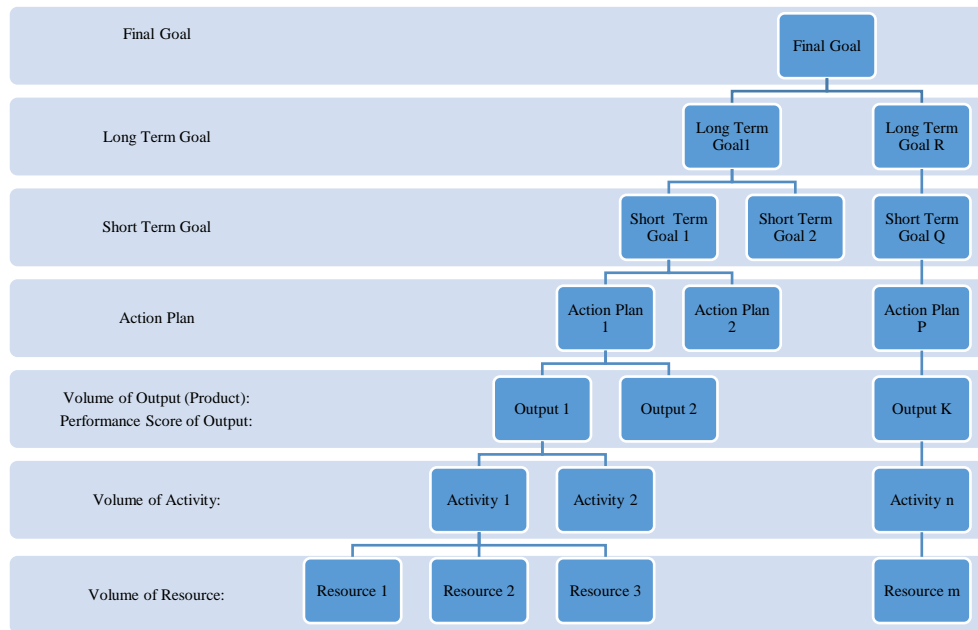 Final Goal
Final Goal
Long Term Goal
Long Term
Goal1
Long Term
Goal R
Short Term Goal
Short Term
Goal 1
Short Term
Goal 2
Short Term
Goal Q
Action Plan
Action Plan
1
Action Plan
2
Action Plan
P
Volume of Output (Product):
Performance Score of Output:
Output 1
Output 2
Output K
Volume of Activity:
Activity 1
Activity 2
Activity n
Volume of Resource:
Resource 1
Resource 2
Resource 3
Resource m